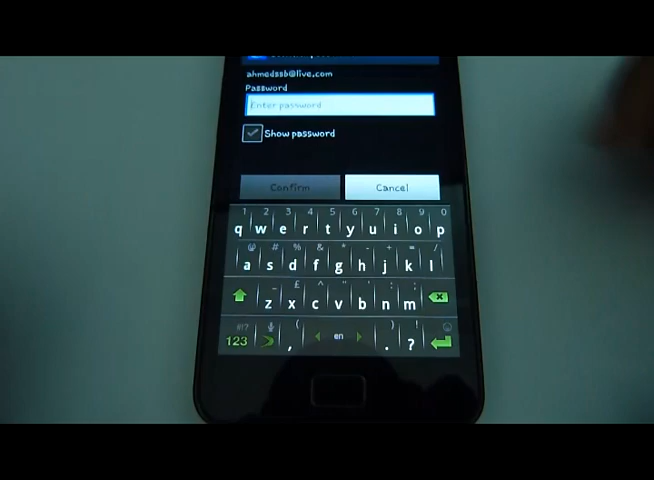 ahmedssb@live.com
Password
Enter password
Show password
Confirm Cancel
1 2 3 4 5 6 7 8 9 0
q w e r t y u i o p
@ # % & * - + = /
a s d f g h j k l
_ £ ^ " : ;
z x c v b n m
#!? ( ) !
123 , en . ?